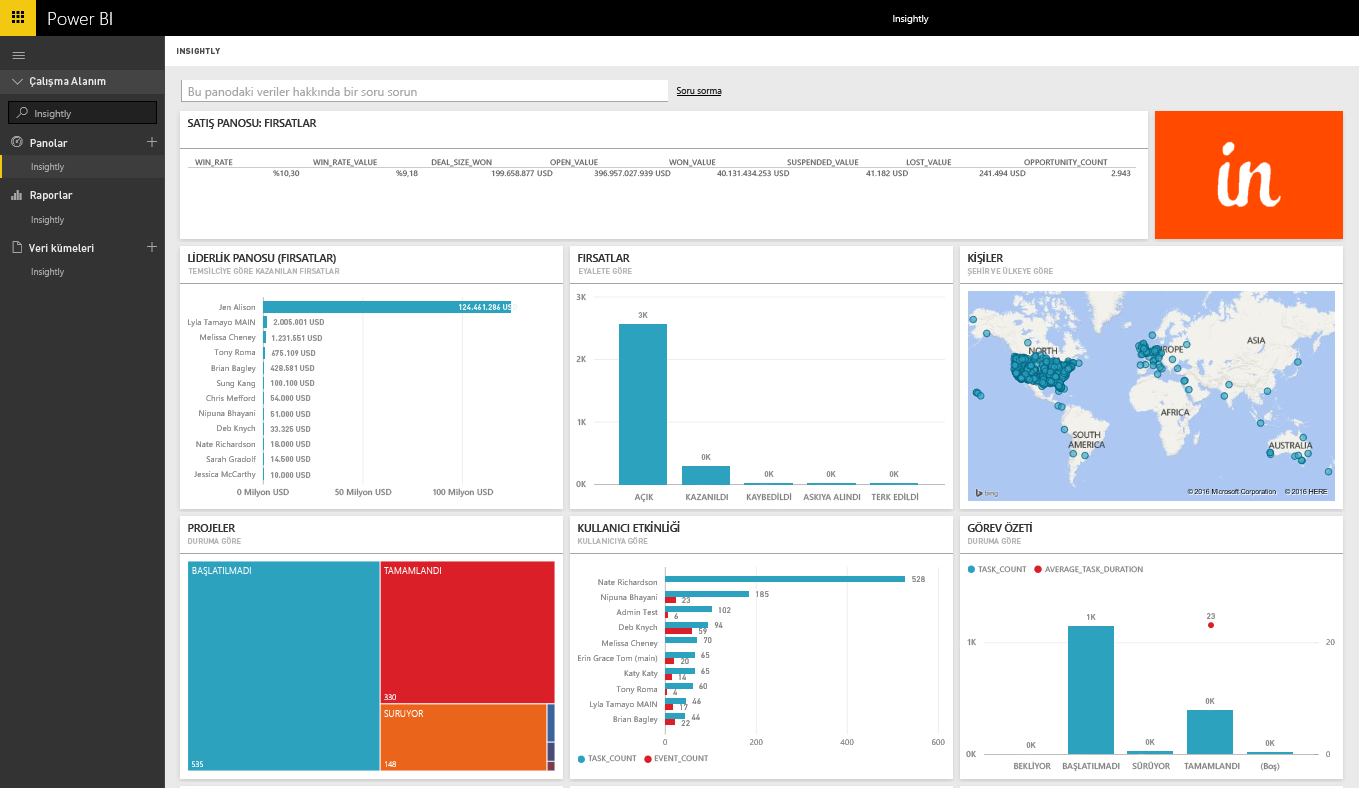 Power BI
Insightly
INSIGHTLY
Çalışma Alanım
Insightly
Panolar
Insightly
Raporlar
Insightly
Veri kümeleri
Insightly
Bu panodaki veriler hakkında bir soru sorun
Soru sorma
SATIŞ PANOSU: FIRSATLAR
WIN_RATE WIN_RATE_VALUE DEAL_SIZE_WON OPEN_VALUE WON_VALUE SUSPENDED_VALUE LOST_VALUE OPPORTUNITY_COUNT
%10,30 %9,18 199.658.877 USD 396.957.027.939 USD 40.131.434.253 USD 41.182 USD 241.494 USD 2.943
in
LİDERLİK PANOSU (FIRSATLAR)
TEMSİLCİYE GÖRE KAZANILAN FIRSATLAR
Jen Alison 124.461.286 US
Lyla Tamayo MAIN 2.005.001 USD
Melissa Cheney 1.231.551 USD
Tony Roma 675.109 USD
Brian Bagley 428.581 USD
Sung Kang 100.100 USD
Chris Mefford 54.000 USD
Nipuna Bhayani 51.000 USD
Deb Knych 33.325 USD
Nate Richardson 18.000 USD
Sarah Gradolf 14.500 USD
Jessica McCarthy 10.000 USD
0 Milyon USD 50 Milyon USD 100 Milyon USD
FIRSATLAR
EYALETE GÖRE
3K
2K
1K
0K
3K
0K
0K
0K
0K
AÇIK KAZANILDI KAYBEDİLDİ ASKIYA ALINDI TERK EDİLDİ
KİŞİLER
ŞEHİR VE ÜLKEYE GÖRE
NORTH
ROPE
ASIA
AFRICA
SOUTH
AMERICA
AUSTRALIA
bing
© 2016 Microsoft Corporation © 2016 HERE
PROJELER
DURUMA GÖRE
BAŞLATILMADI
535
TAMAMLANDI
330
SÜRÜYOR
148
KULLANICI ETKİNLİĞİ
KULLANICIYA GÖRE
Nate Richardson 528
Nipuna Bhayani 185
23
Admin Test 102
6
Deb Knych 94
59
Melissa Cheney 70
Erin Grace Tom (main) 65
20
Katy Katy 65
14
Tony Roma 60
4
Lyla Tamayo MAIN 46
17
Brian Bagley 44
22
0 200 400 600
TASK_COUNT EVENT_COUNT
GÖREV ÖZETİ
DURUMA GÖRE
TASK_COUNT AVERAGE_TASK_DURATION
1K
0K
20
0
0K
1K
0K
23
0K
0K
BEKLİYOR BAŞLATILMADI SÜRÜYOR TAMAMLANDI (Boş)